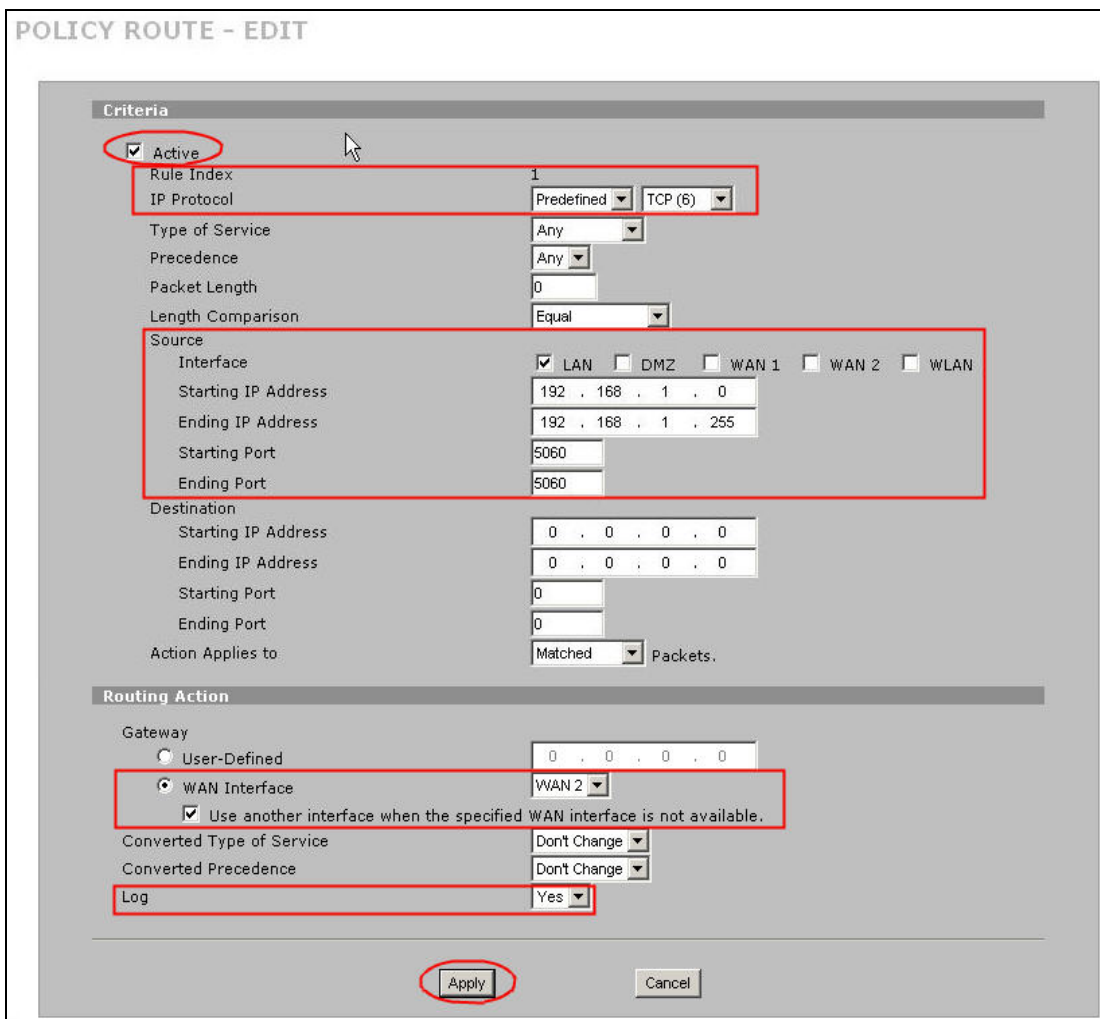 POLICY ROUTE - EDIT
Criteria
Active
Rule Index 1
IP Protocol Predefined TCP (6)
Type of Service Any
Precedence Any
Packet Length 0
Length Comparison Equal
Source
Interface LAN DMZ WAN 1 WAN 2 WLAN
Starting IP Address 192 . 168 . 1 . 0
Ending IP Address 192 . 168 . 1 . 255
Starting Port 5060
Ending Port 5060
Destination
Starting IP Address 0 . 0 . 0 . 0
Ending IP Address 0 . 0 . 0 . 0
Starting Port 0
Ending Port 0
Action Applies to Matched Packets.
Routing Action
Gateway
User-Defined 0 . 0 . 0 . 0
WAN Interface WAN 2
Use another interface when the specified WAN interface is not available.
Converted Type of Service Don't Change
Converted Precedence Don't Change
Log Yes
Apply Cancel